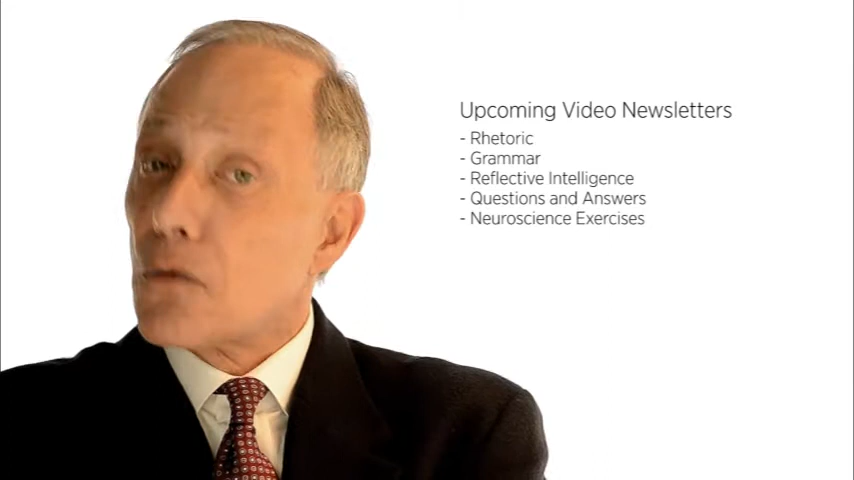 Upcoming Video Newsletters
- Rhetoric
- Grammar
- Reflective Intelligence
- Questions and Answers
- Neuroscience Exercises